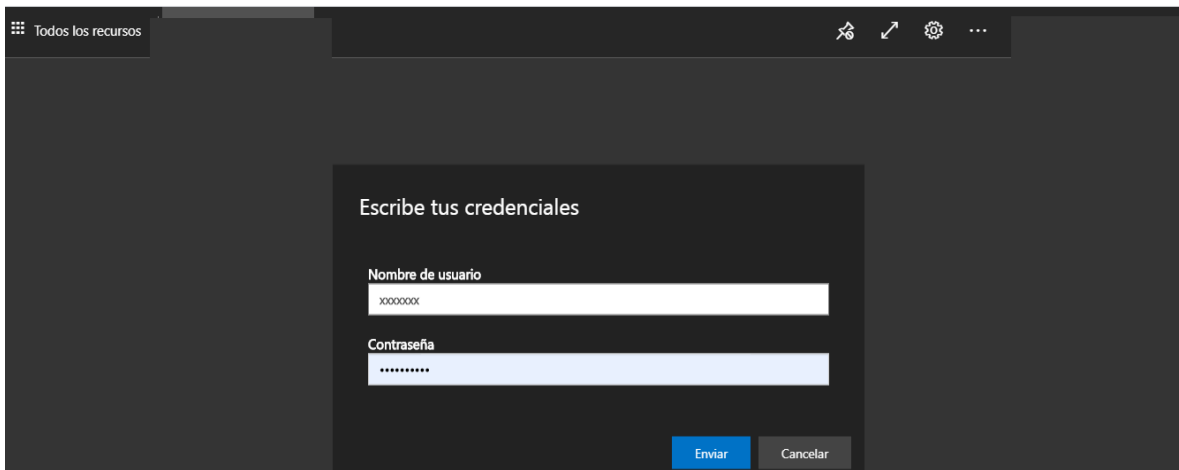 Todos los recursos
Escribe tus credenciales
Nombre de usuario
xxxxxxx
Contraseña
••••••••••
Enviar Cancelar